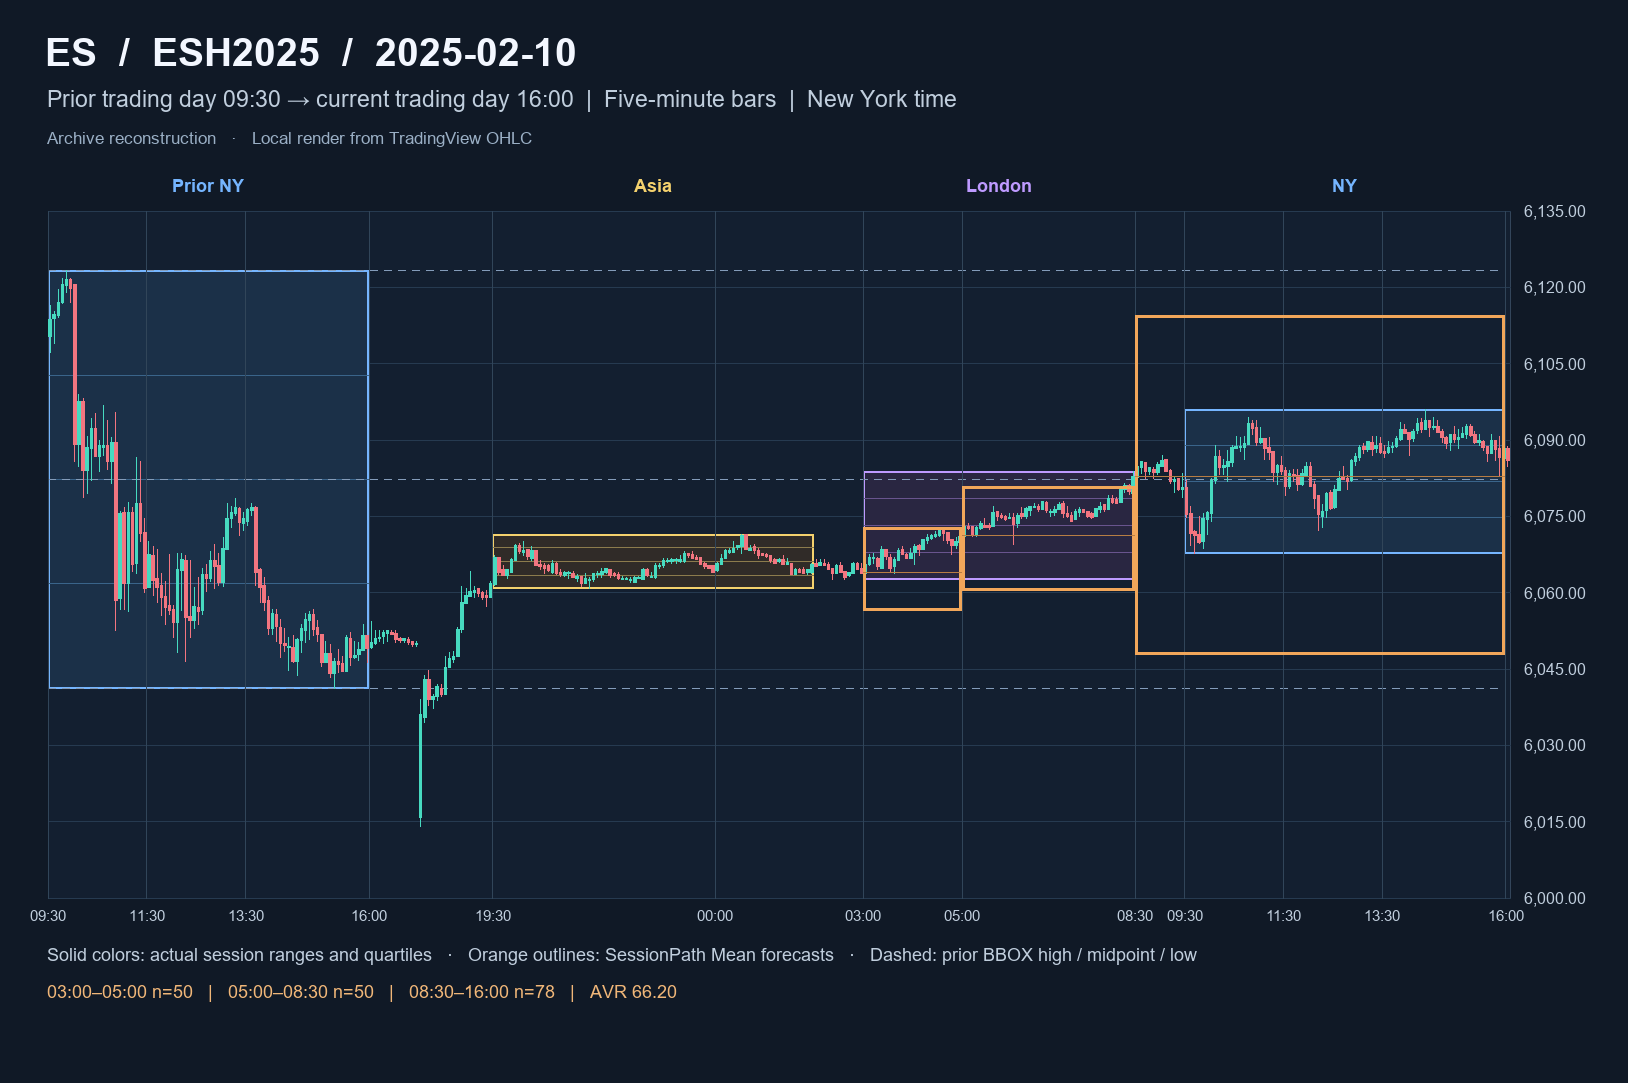 ES / ESH2025 / 2025-02-10
Prior trading day 09:30 → current trading day 16:00 | Five-minute bars | New York time
Archive reconstruction · Local render from TradingView OHLC
Prior NY Asia London NY
6,135.00
6,120.00
6,105.00
6,090.00
6,075.00
6,060.00
6,045.00
6,030.00
6,015.00
6,000.00
09:30 11:30 13:30 16:00 19:30 00:00 03:00 05:00 08:30 09:30 11:30 13:30 16:00
Solid colors: actual session ranges and quartiles · Orange outlines: SessionPath Mean forecasts · Dashed: prior BBOX high / midpoint / low
03:00–05:00 n=50 | 05:00–08:30 n=50 | 08:30–16:00 n=78 | AVR 66.20